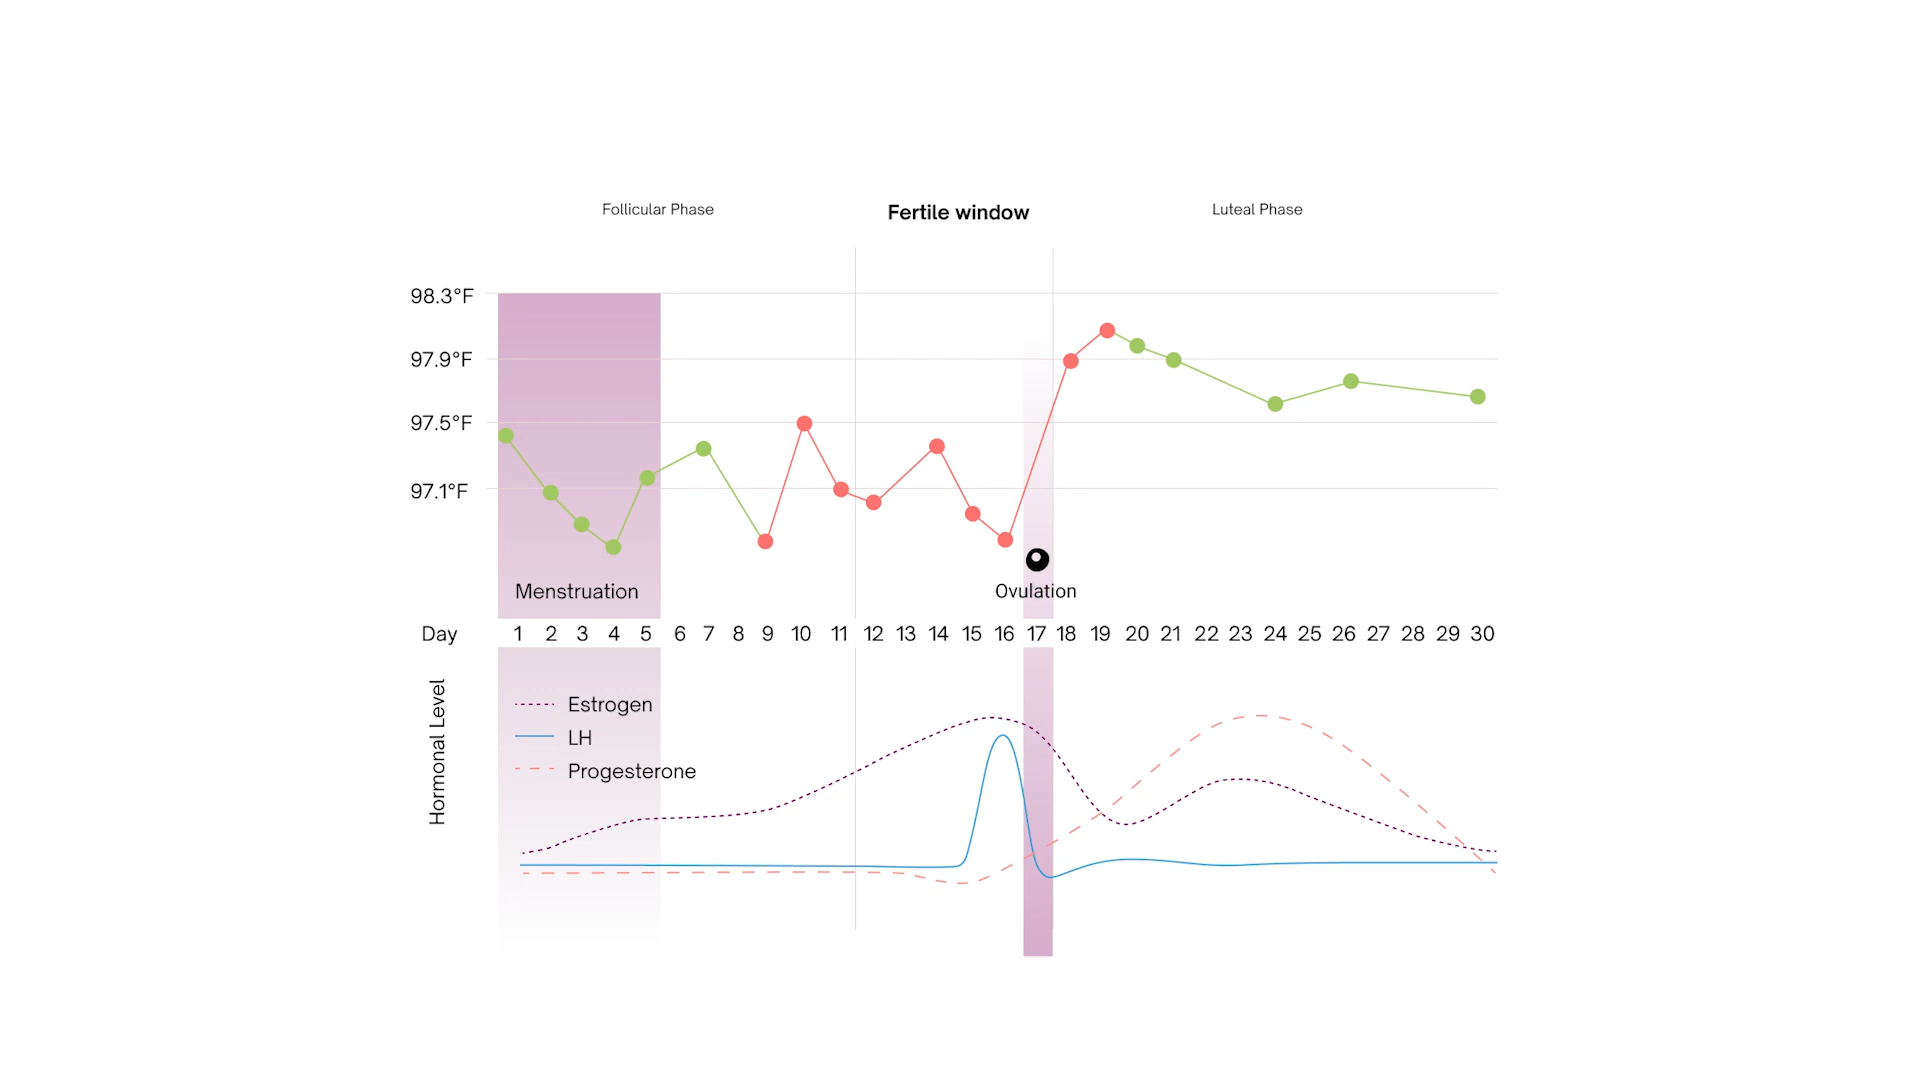 Follicular Phase
Fertile window
Luteal Phase
98.3°F
97.9°F
97.5°F
97.1°F
Menstruation
Ovulation
Day 1 2 3 4 5 6 7 8 9 10 11 12 13 14 15 16 17 18 19 20 21 22 23 24 25 26 27 28 29 30
Hormonal Level
Estrogen
LH
Progesterone